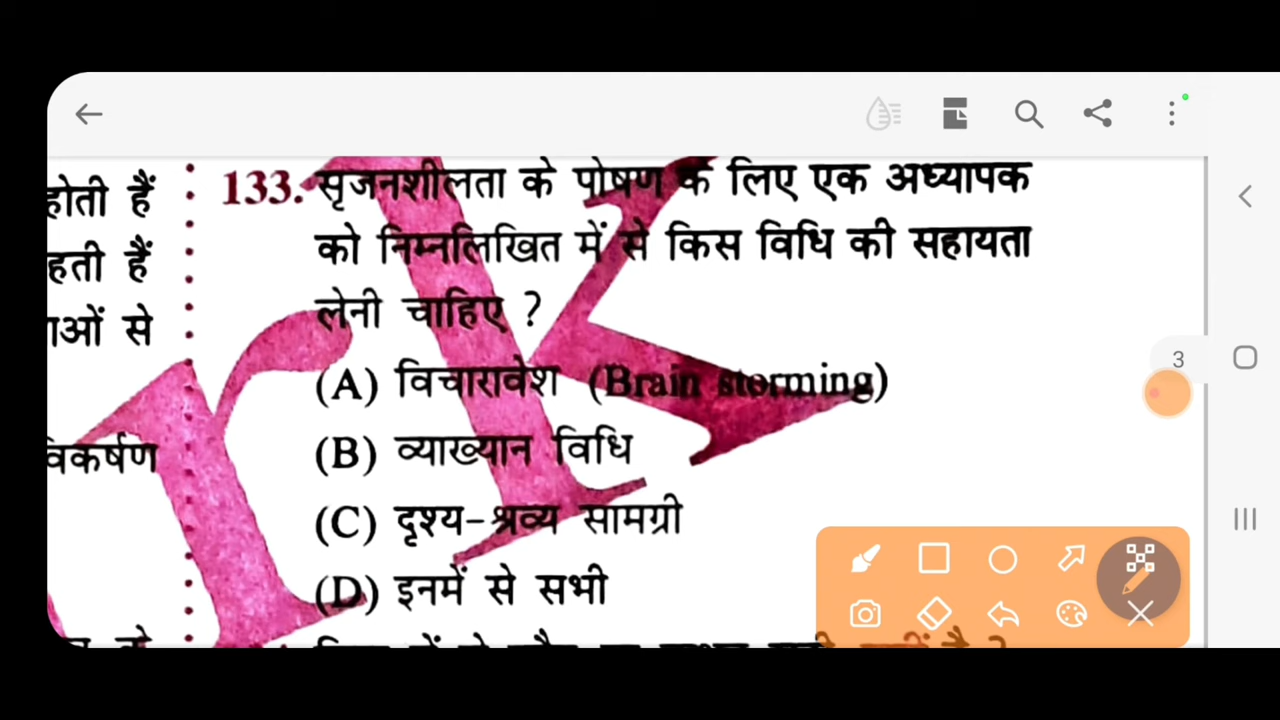 होती हैं
हती हैं
ाओं से
विकर्षण
133. सृजनशीलता के पोषण के लिए एक अध्यापक
को निम्नलिखित में से किस विधि की सहायता
लेनी चाहिए ?
(A) विचारावेश (Brain storming)
(B) व्याख्यान विधि
(C) दृश्य-श्रव्य सामग्री
(D) इनमें से सभी
3